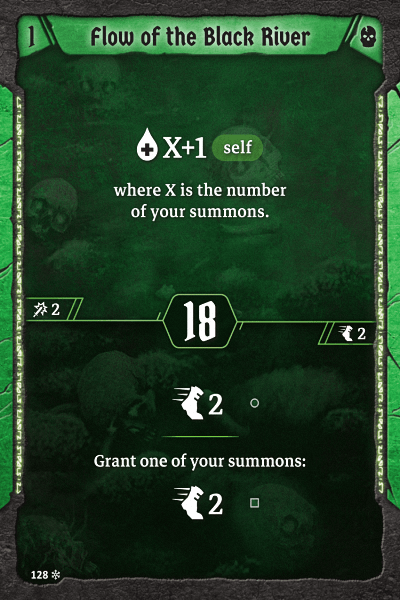 1
Flow of the Black River
X+1 self
where X is the number
of your summons.
2
18
2
2
Grant one of your summons:
2
128